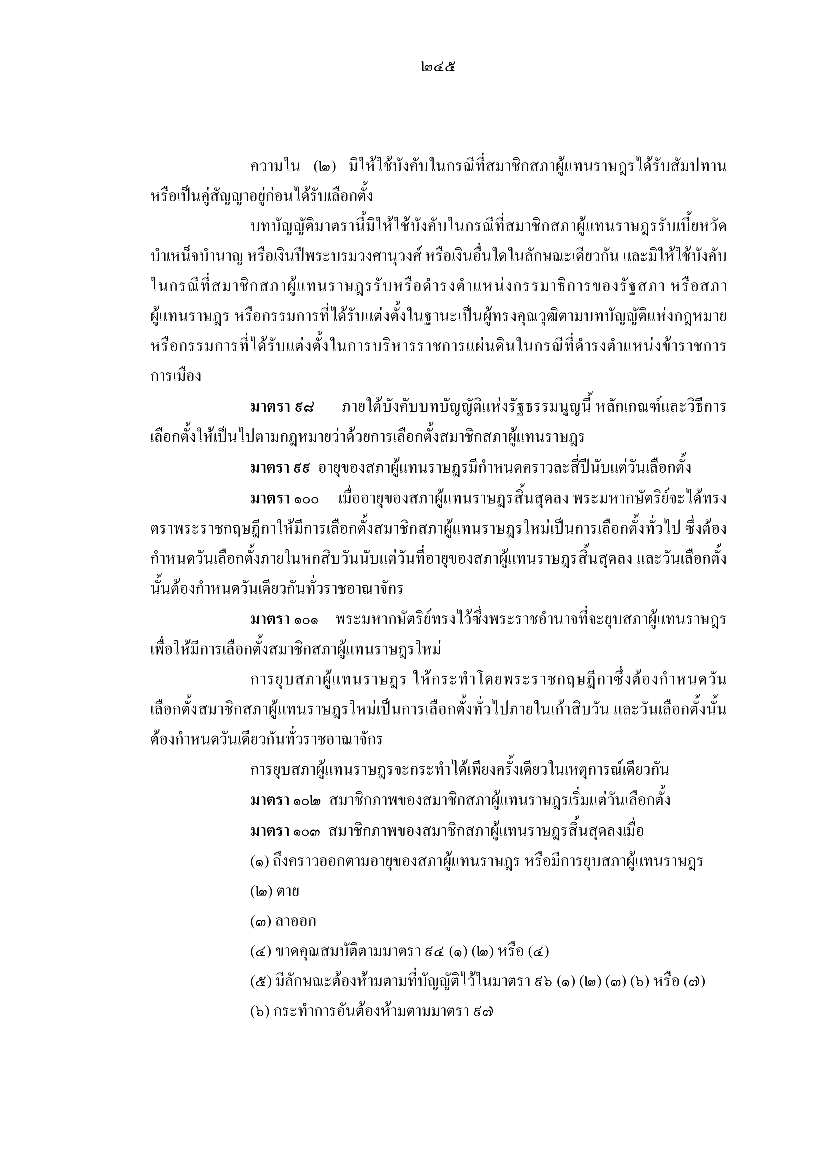 ๒๔๕
ความใน (๒) มิให้ใช้บังคับในกรณีที่สมาชิกสภาผู้แทนราษฎรได้รับสัมปทาน
หรือเป็นคู่สัญญาอยู่ก่อนได้รับเลือกตั้ง
บทบัญญัติมาตรานี้มิให้ใช้บังคับในกรณีที่สมาชิกสภาผู้แทนราษฎรรับเบี้ยหวัด
บำเหน็จบำนาญ หรือเงินปีพระบรมวงศานุวงศ์ หรือเงินอื่นใดในลักษณะเดียวกัน และมิให้ใช้บังคับ
ในกรณีที่สมาชิกสภาผู้แทนราษฎรรับหรือดำรงตำแหน่งกรรมาธิการของรัฐสภา หรือสภา
ผู้แทนราษฎร หรือกรรมการที่ได้รับแต่งตั้งในฐานะเป็นผู้ทรงคุณวุฒิตามบทบัญญัติแห่งกฎหมาย
หรือกรรมการที่ได้รับแต่งตั้งในการบริหารราชการแผ่นดินในกรณีที่ดำรงตำแหน่งข้าราชการ
การเมือง
มาตรา ๙๘ ภายใต้บังคับบทบัญญัติแห่งรัฐธรรมนูญนี้ หลักเกณฑ์และวิธีการ
เลือกตั้งให้เป็นไปตามกฎหมายว่าด้วยการเลือกตั้งสมาชิกสภาผู้แทนราษฎร
มาตรา ๙๙ อายุของสภาผู้แทนราษฎรมีกำหนดคราวละสี่ปีนับแต่วันเลือกตั้ง
มาตรา ๑๐๐ เมื่ออายุของสภาผู้แทนราษฎรสิ้นสุดลง พระมหากษัตริย์จะได้ทรง
ตราพระราชกฤษฎีกาให้มีการเลือกตั้งสมาชิกสภาผู้แทนราษฎรใหม่เป็นการเลือกตั้งทั่วไป ซึ่งต้อง
กำหนดวันเลือกตั้งภายในหกสิบวันนับแต่วันที่อายุของสภาผู้แทนราษฎรสิ้นสุดลง และวันเลือกตั้ง
นั้นต้องกำหนดวันเดียวกันทั่วราชอาณาจักร
มาตรา ๑๐๑ พระมหากษัตริย์ทรงไว้ซึ่งพระราชอำนาจที่จะยุบสภาผู้แทนราษฎร
เพื่อให้มีการเลือกตั้งสมาชิกสภาผู้แทนราษฎรใหม่
การยุบสภาผู้แทนราษฎร ให้กระทำโดยพระราชกฤษฎีกาซึ่งต้องกำหนดวัน
เลือกตั้งสมาชิกสภาผู้แทนราษฎรใหม่เป็นการเลือกตั้งทั่วไปภายในเก้าสิบวัน และวันเลือกตั้งนั้น
ต้องกำหนดวันเดียวกันทั่วราชอาณาจักร
การยุบสภาผู้แทนราษฎรจะกระทำได้เพียงครั้งเดียวในเหตุการณ์เดียวกัน
มาตรา ๑๐๒ สมาชิกภาพของสมาชิกสภาผู้แทนราษฎรเริ่มแต่วันเลือกตั้ง
มาตรา ๑๐๓ สมาชิกภาพของสมาชิกสภาผู้แทนราษฎรสิ้นสุดลงเมื่อ
(๑) ถึงคราวออกตามอายุของสภาผู้แทนราษฎร หรือมีการยุบสภาผู้แทนราษฎร
(๒) ตาย
(๓) ลาออก
(๔) ขาดคุณสมบัติตามมาตรา ๙๔ (๑) (๒) หรือ (๔)
(๕) มีลักษณะต้องห้ามตามที่บัญญัติไว้ในมาตรา ๙๖ (๑) (๒) (๓) (๖) หรือ (๗)
(๖) กระทำการอันต้องห้ามตามมาตรา ๙๗